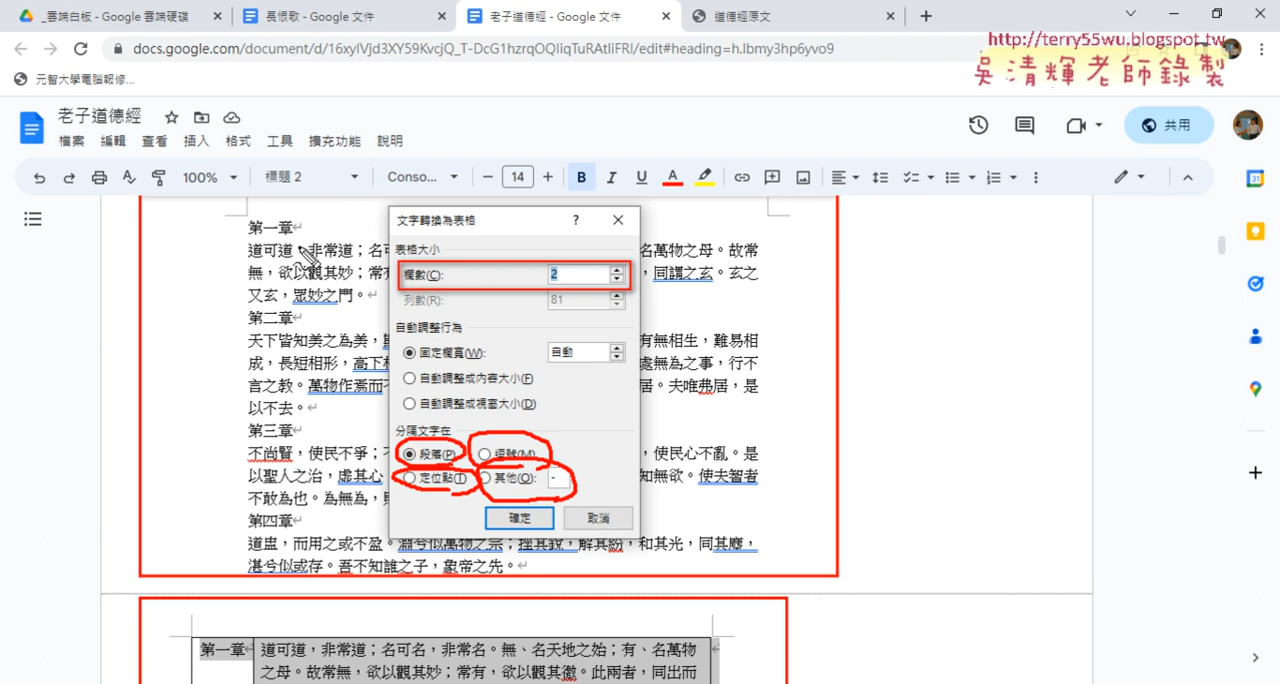 _雲端白板 - Google 雲端硬碟
長恨歌 - Google 文件
老子道德經 - Google 文件
道德經原文
docs.google.com/document/d/16xylVjd3XY59KvcjQ_T-DcG1hzrqOQIiqTuRAtIiFRI/edit#heading=h.lbmy3hp6yvo9
http://terry55wu.blogspot.tw
吳清輝老師錄製
元智大學電腦報修...
老子道德經
檔案 編輯 查看 插入 格式 工具 擴充功能 說明
共用
100% 標題 2 Conso... 14 B I U A
文字轉換為表格 ?
表格大小
欄數(C): 2
列數(R): 81
自動調整行為
固定欄寬(W): 自動
自動調整成內容大小(F)
自動調整成視窗大小(D)
分隔文字在
段落(P) 逗號(M)
定位點(T) 其他(O): -
確定 取消
第一章
道可道，非常道；名可 名萬物之母。故常
無，欲以觀其妙；常有 ，同謂之玄。玄之
又玄，眾妙之門。
第二章
天下皆知美之為美， 有無相生，難易相
成，長短相形，高下相 處無為之事，行不
言之教。萬物作焉而不 居。夫唯弗居，是
以不去。
第三章
不尚賢，使民不爭；不 ，使民心不亂。是
以聖人之治，虛其心 知無欲。使夫智者
不敢為也。為無為，
第四章
道盅，而用之或不盈。淵兮似萬物之宗；挫其銳，解其紛，和其光，同其塵，
湛兮似或存。吾不知誰之子，象帝之先。
第一章 道可道，非常道；名可名，非常名。無、名天地之始；有、名萬物
之母。故常無，欲以觀其妙；常有，欲以觀其徼。此兩者，同出而